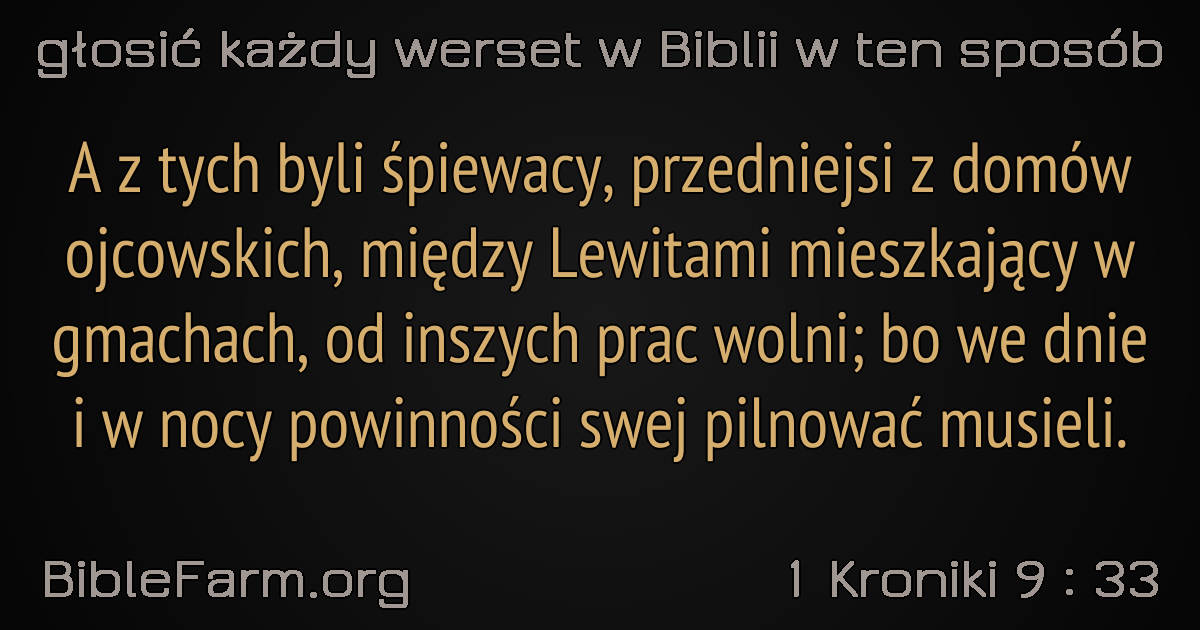 głosić każdy werset w Biblii w ten sposób
A z tych byli śpiewacy, przedniejsi z domów
ojcowskich, między Lewitami mieszkający w
gmachach, od inszych prac wolni; bo we dnie
i w nocy powinności swej pilnować musieli.
BibleFarm.org
1 Kroniki 9 : 33